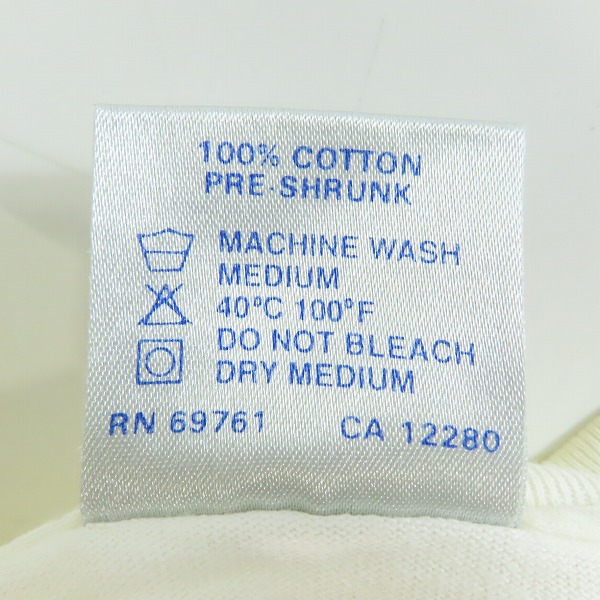 100% COTTON
PRE-SHRUNK
MACHINE WASH
MEDIUM
40°C 100°F
DO NOT BLEACH
DRY MEDIUM
RN 69761 CA 12280